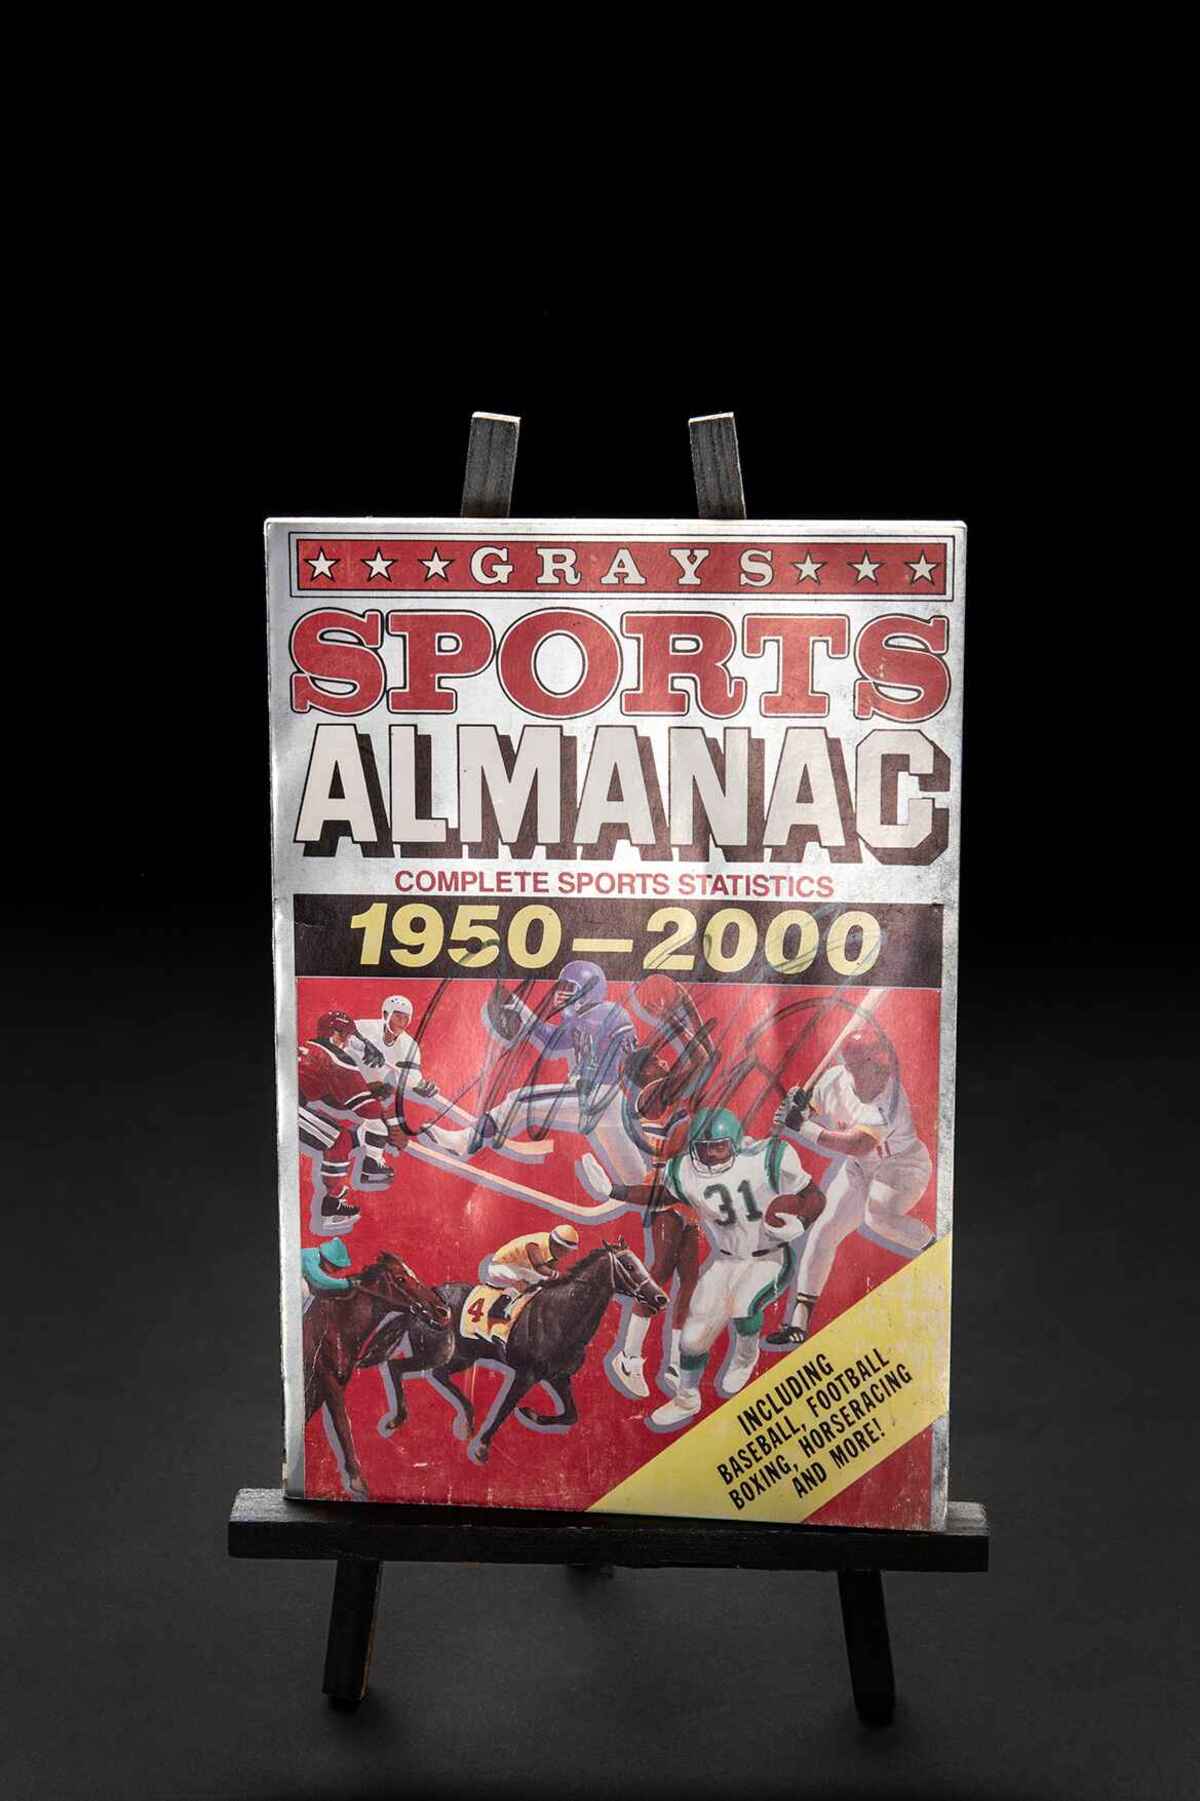 GRAYS
SPORTS
ALMANAC
COMPLETE SPORTS STATISTICS
1950-2000
31
4
INCLUDING
BASEBALL, FOOTBALL
BOXING, HORSERACING
AND MORE!